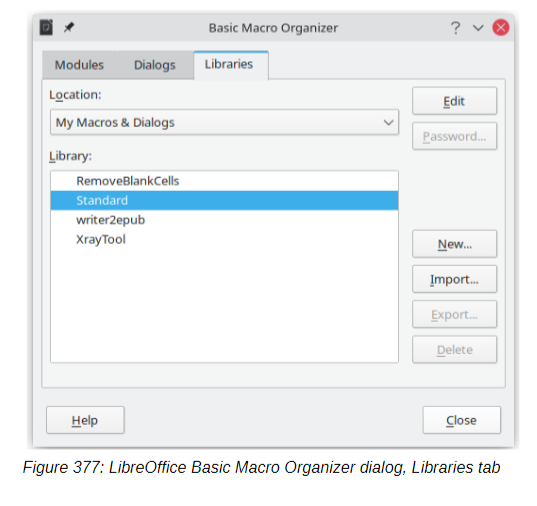 Basic Macro Organizer
?
Modules Dialogs Libraries
Location:
My Macros & Dialogs
Edit
Password...
Library:
RemoveBlankCells
Standard
writer2epub
XrayTool
New...
Import...
Export...
Delete
Help
Close
Figure 377: LibreOffice Basic Macro Organizer dialog, Libraries tab